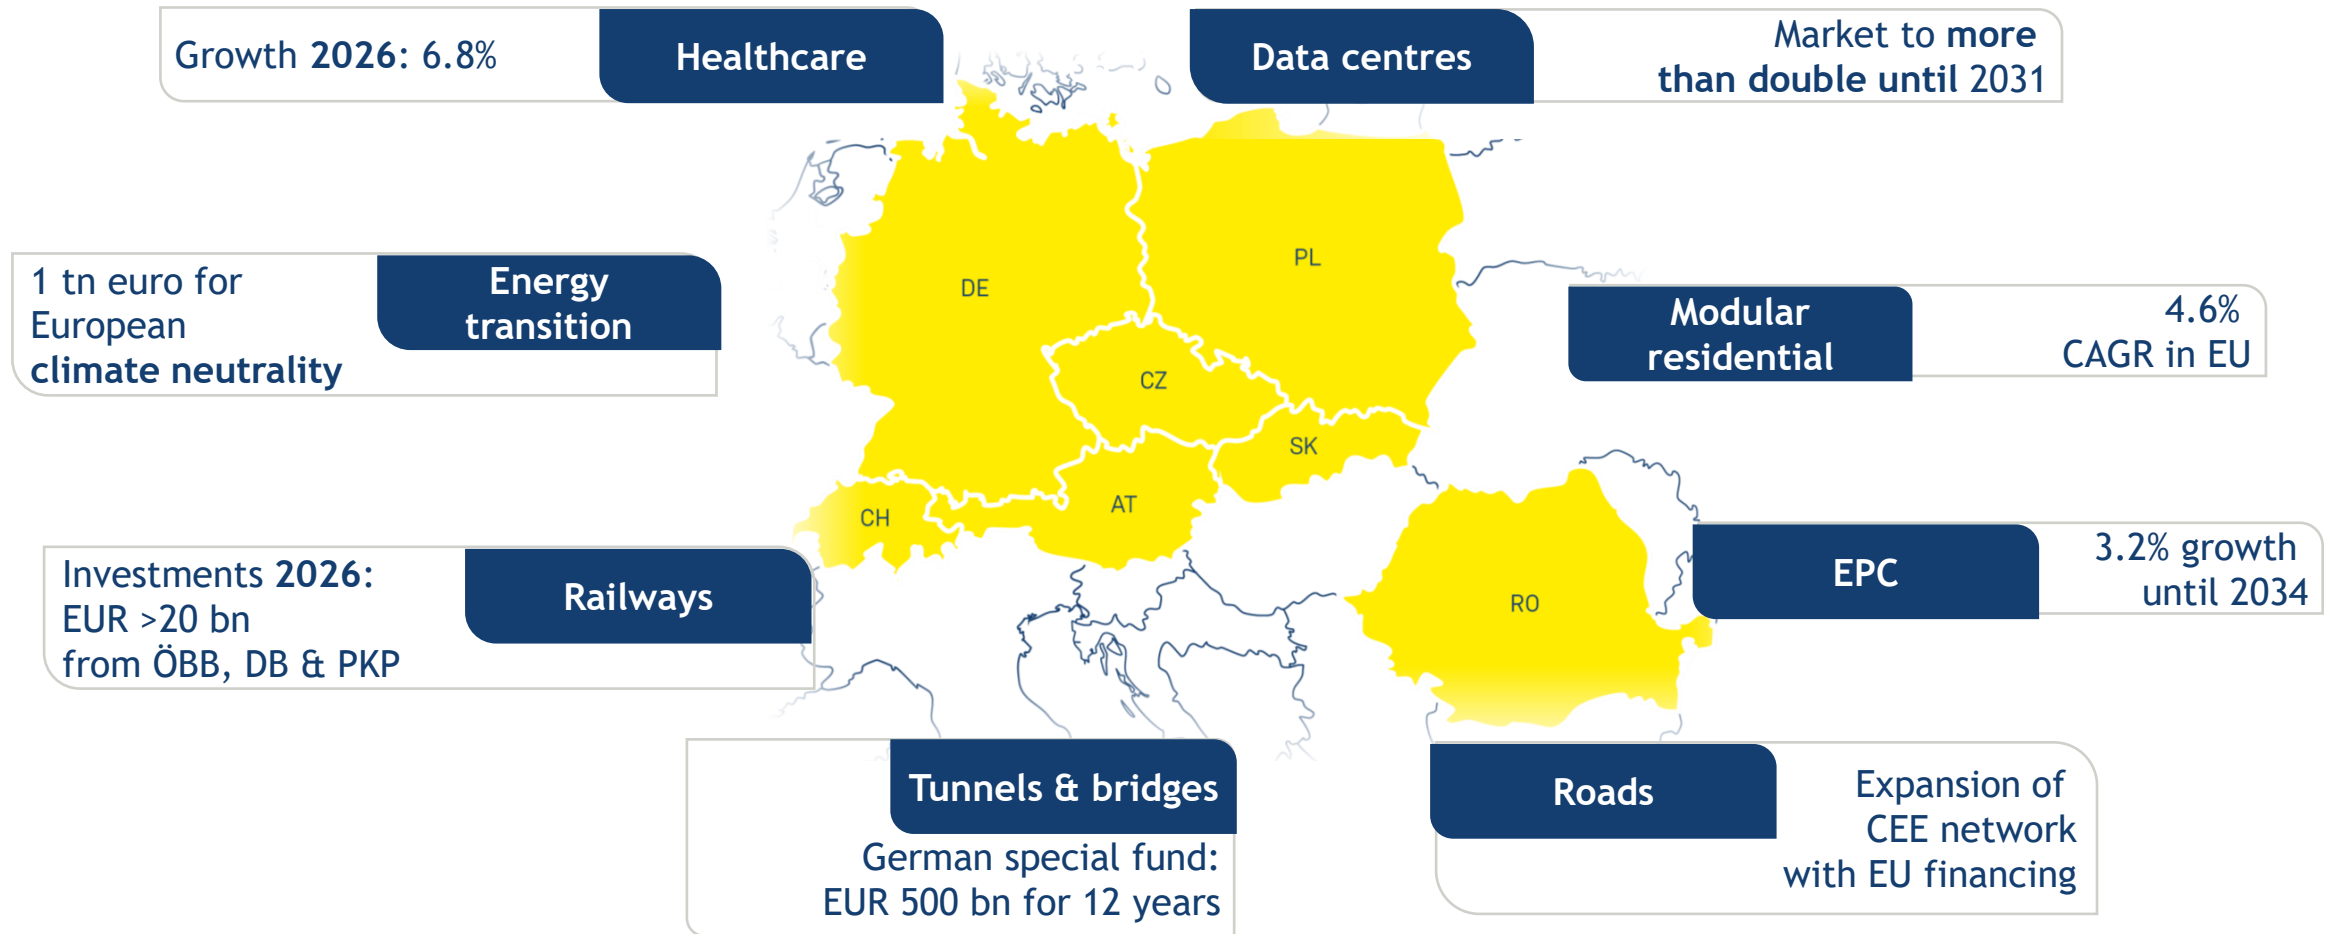 Growth 2026: 6.8%
Healthcare
Data centres
Market to more
than double until 2031
1 tn euro for
European
climate neutrality
Energy
transition
DE
PL
CZ
SK
AT
CH
RO
Modular
residential
4.6%
CAGR in EU
Investments 2026:
EUR >20 bn
from ÖBB, DB & PKP
Railways
EPC
3.2% growth
until 2034
Tunnels & bridges
German special fund:
EUR 500 bn for 12 years
Roads
Expansion of
CEE network
with EU financing